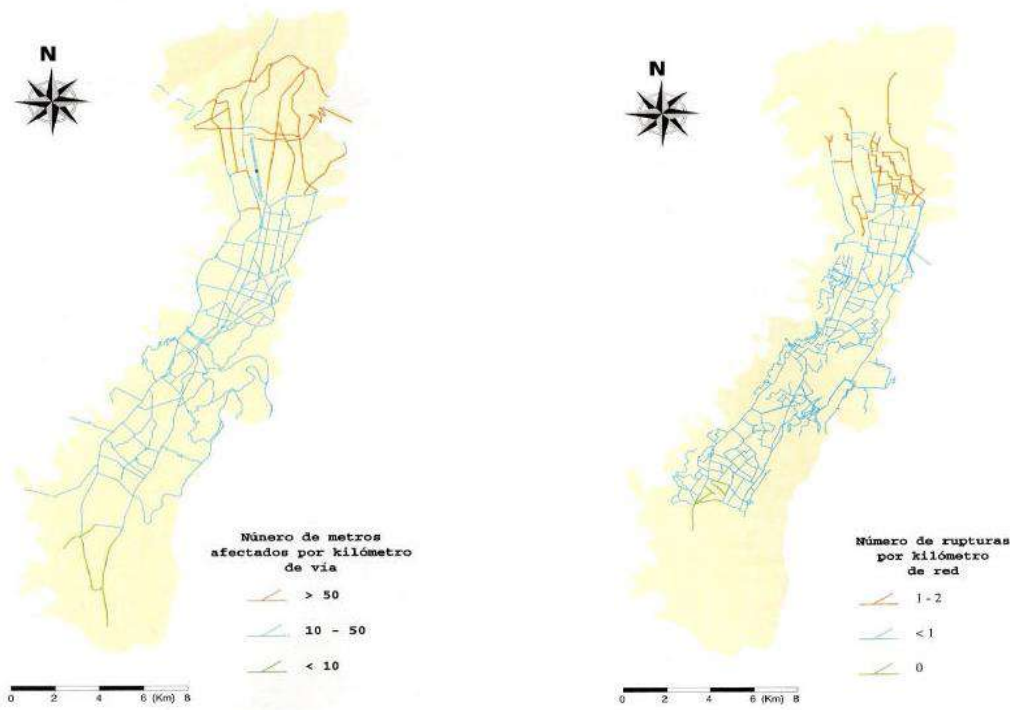 N
Núnero de metros
afectados por kilómetro
de vía
> 50
10 - 50
< 10
0 2 4 6 (Km) 8
N
Número de rupturas
por kilómetro
de red
1 - 2
< 1
0
0 2 4 6 (Km) 8